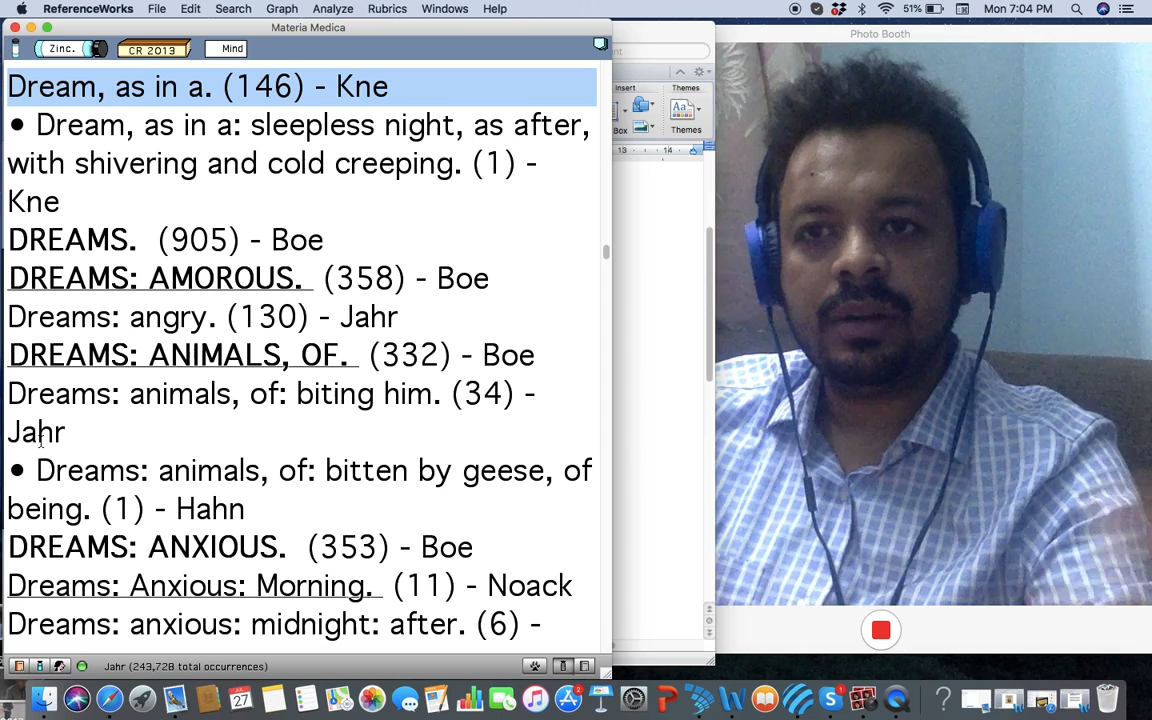 ReferenceWorks File Edit Search Graph Analyze Rubrics Windows Help 51% Mon 7:04 PM
Materia Medica
Photo Booth
Zinc. CR 2013 Mind
Dream, as in a. (146) - Kne
• Dream, as in a: sleepless night, as after,
with shivering and cold creeping. (1) -
Kne
DREAMS. (905) - Boe
DREAMS: AMOROUS. (358) - Boe
Dreams: angry. (130) - Jahr
DREAMS: ANIMALS, OF. (332) - Boe
Dreams: animals, of: biting him. (34) -
Jahr
• Dreams: animals, of: bitten by geese, of
being. (1) - Hahn
DREAMS: ANXIOUS. (353) - Boe
Dreams: Anxious: Morning. (11) - Noack
Dreams: anxious: midnight: after. (6) -
Jahr (243,728 total occurrences)
Insert Themes
Aa
Box Themes
13 14
27